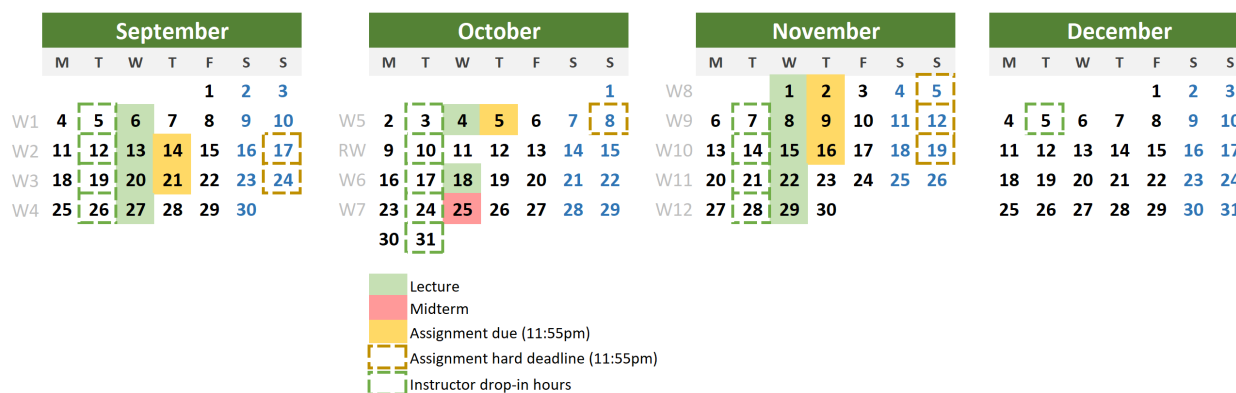 September October November December
M T W T F S S M T W T F S S M T W T F S S M T W T F S S
1 2 3 1 W8 1 2 3 4 5 1 2 3
W1 4 5 6 7 8 9 10 W5 2 3 4 5 6 7 8 W9 6 7 8 9 10 11 12 4 5 6 7 8 9 10
W2 11 12 13 14 15 16 17 RW 9 10 11 12 13 14 15 W10 13 14 15 16 17 18 19 11 12 13 14 15 16 17
W3 18 19 20 21 22 23 24 W6 16 17 18 19 20 21 22 W11 20 21 22 23 24 25 26 18 19 20 21 22 23 24
W4 25 26 27 28 29 30 W7 23 24 25 26 27 28 29 W12 27 28 29 30 25 26 27 28 29 30 31
30 31
Lecture
Midterm
Assignment due (11:55pm)
Assignment hard deadline (11:55pm)
Instructor drop-in hours